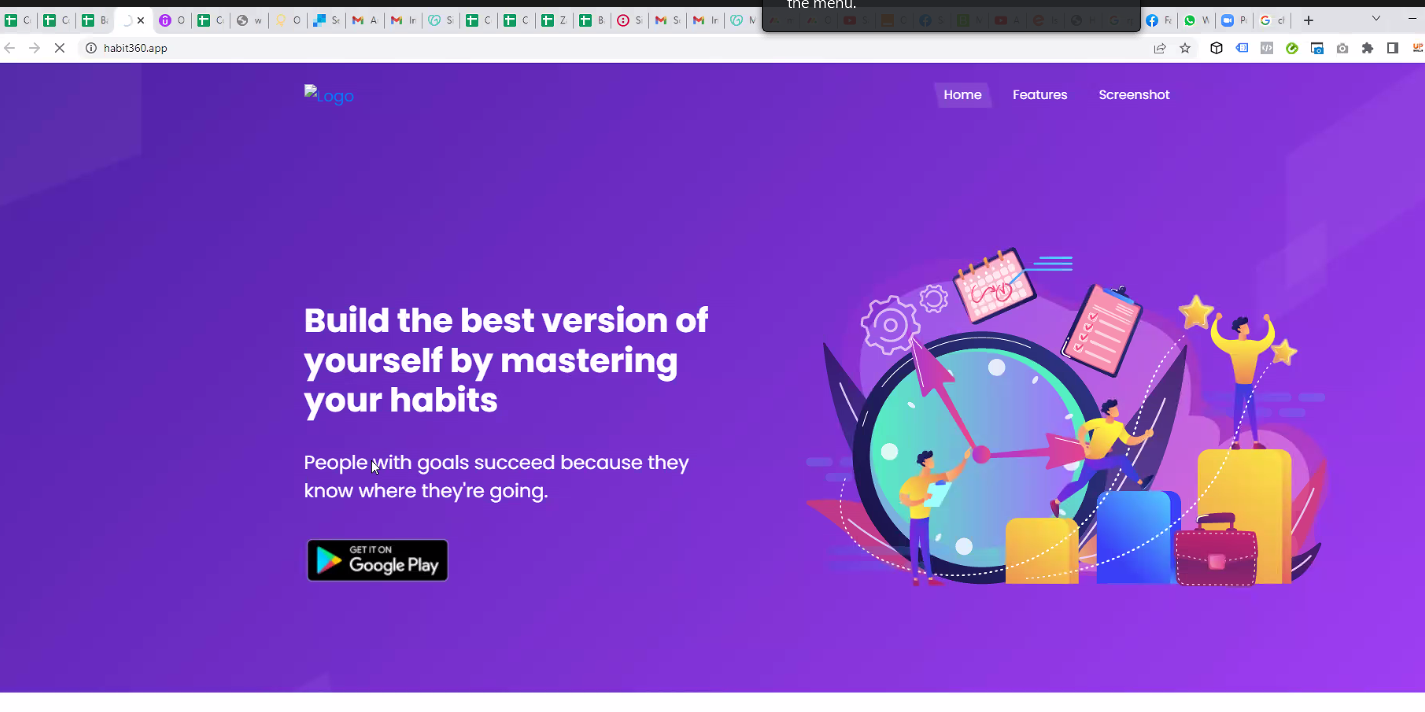 the menu.
habit360.app
Logo
Home
Features
Screenshot
Build the best version of
yourself by mastering
your habits
People with goals succeed because they
know where they're going.
GET IT ON
Google Play